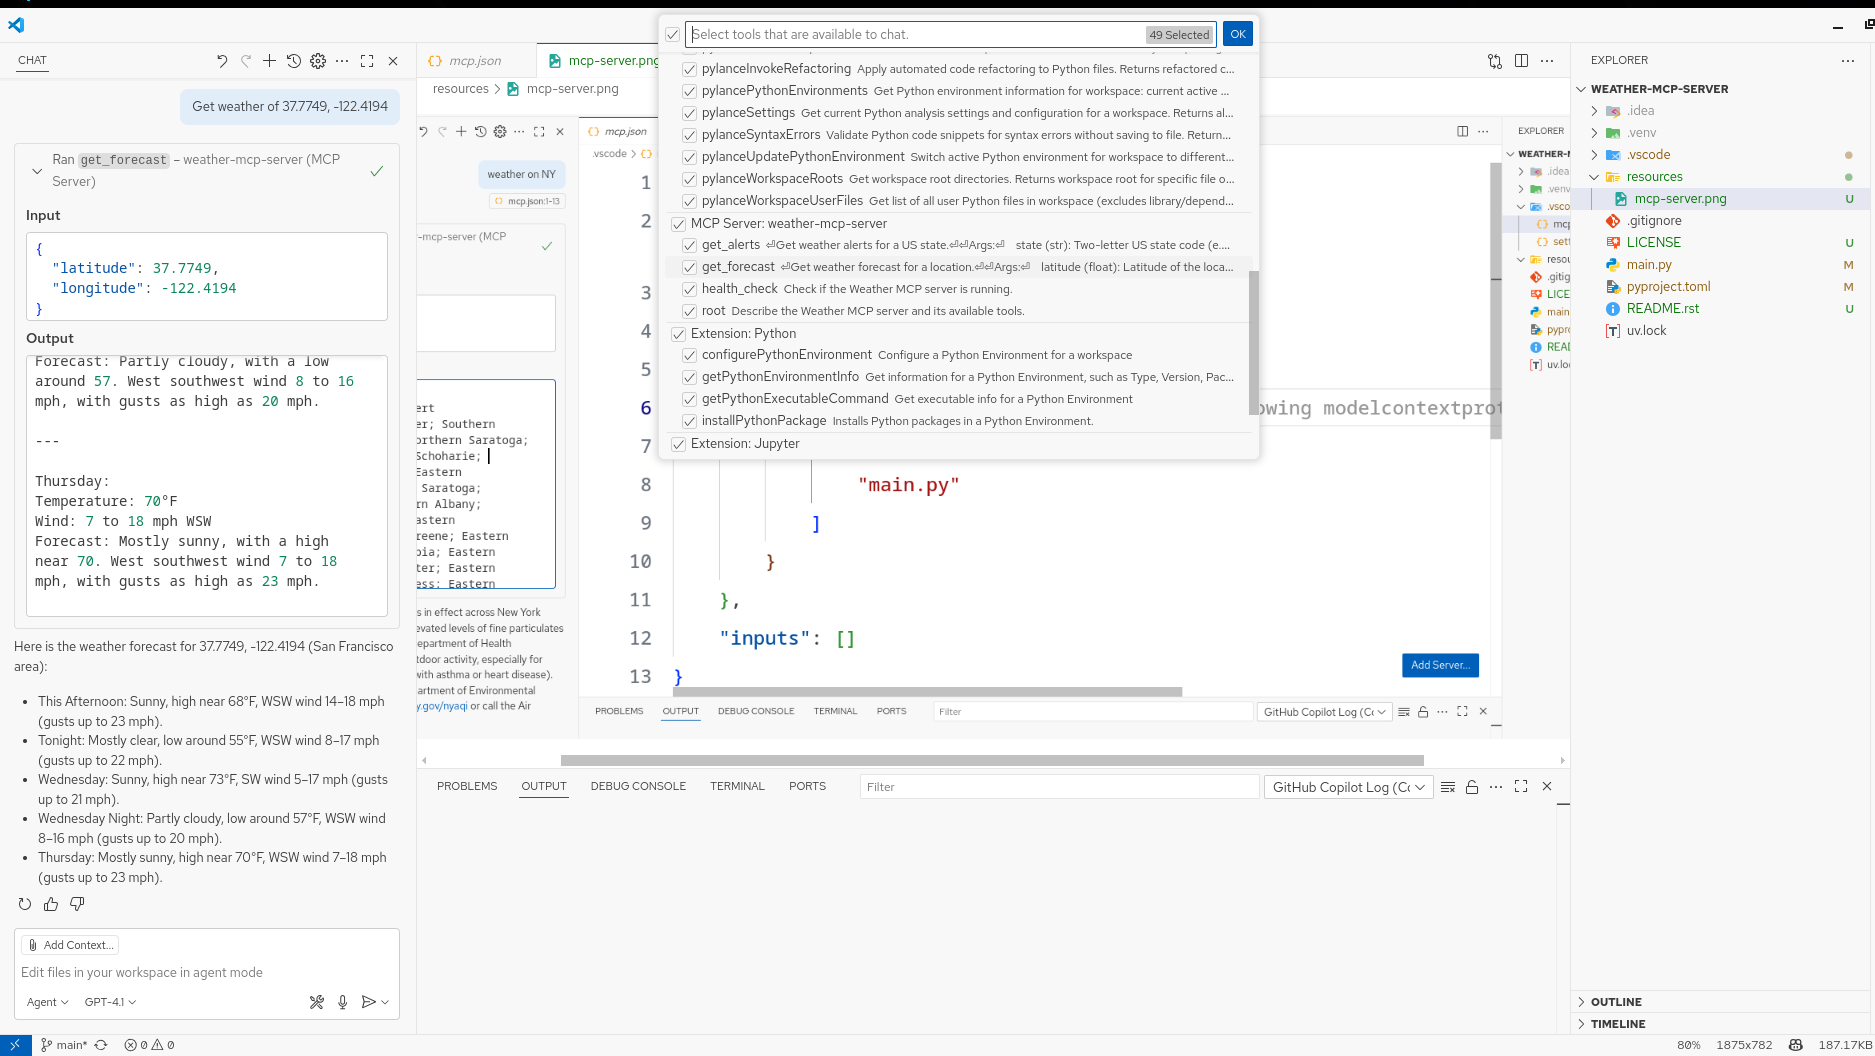 CHAT
Get weather of 37.7749, -122.4194
Ran get_forecast – weather-mcp-server (MCP
Server)
Input
{
"latitude": 37.7749,
"longitude": -122.4194
}
Output
Forecast: Partly cloudy, with a low
around 57. West southwest wind 8 to 16
mph, with gusts as high as 20 mph.
---
Thursday:
Temperature: 70°F
Wind: 7 to 18 mph WSW
Forecast: Mostly sunny, with a high
near 70. West southwest wind 7 to 18
mph, with gusts as high as 23 mph.
Here is the weather forecast for 37.7749, -122.4194 (San Francisco
area):
• This Afternoon: Sunny, high near 68°F, WSW wind 14–18 mph
(gusts up to 23 mph).
• Tonight: Mostly clear, low around 55°F, WSW wind 8–17 mph
(gusts up to 22 mph).
• Wednesday: Sunny, high near 73°F, SW wind 5–17 mph (gusts
up to 21 mph).
• Wednesday Night: Partly cloudy, low around 57°F, WSW wind
8–16 mph (gusts up to 20 mph).
• Thursday: Mostly sunny, high near 70°F, WSW wind 7–18 mph
(gusts up to 23 mph).
Add Context...
Edit files in your workspace in agent mode
Agent
GPT-4.1
main*
0 0
mcp.json
mcp-server.png
resources > mcp-server.png
Select tools that are available to chat.
49 Selected
OK
pylanceInvokeRefactoring Apply automated code refactoring to Python files. Returns refactored c...
pylancePythonEnvironments Get Python environment information for workspace: current active ...
pylanceSettings Get current Python analysis settings and configuration for a workspace. Returns al...
pylanceSyntaxErrors Validate Python code snippets for syntax errors without saving to file. Return...
pylanceUpdatePythonEnvironment Switch active Python environment for workspace to different...
pylanceWorkspaceRoots Get workspace root directories. Returns workspace root for specific file o...
pylanceWorkspaceUserFiles Get list of all user Python files in workspace (excludes library/depend...
MCP Server: weather-mcp-server
get_alerts ⏎Get weather alerts for a US state.⏎⏎Args:⏎ state (str): Two-letter US state code (e....
get_forecast ⏎Get weather forecast for a location.⏎⏎Args:⏎ latitude (float): Latitude of the loca...
health_check Check if the Weather MCP server is running.
root Describe the Weather MCP server and its available tools.
Extension: Python
configurePythonEnvironment Configure a Python Environment for a workspace
getPythonEnvironmentInfo Get information for a Python Environment, such as Type, Version, Pac...
getPythonExecutableCommand Get executable info for a Python Environment
installPythonPackage Installs Python packages in a Python Environment.
Extension: Jupyter
weather on NY
mcp.json:1-13
-mcp-server (MCP
ert
er; Southern
orthern Saratoga;
Schoharie;
Eastern
Saratoga;
rn Albany;
astern
reene; Eastern
bia; Eastern
ter; Eastern
ess; Eastern
s in effect across New York
evated levels of fine particulates
epartment of Health
tdoor activity, especially for
with asthma or heart disease).
artment of Environmental
y.gov/nyaqi or call the Air
mcp.json
.vscode >
1
2
3
4
5
6 owing modelcontextprot
7
8 "main.py"
9 ]
10 }
11 },
12 "inputs": []
13 }
Add Server...
PROBLEMS OUTPUT DEBUG CONSOLE TERMINAL PORTS
Filter
GitHub Copilot Log (Cc
EXPLORER
WEATHER-M
.idea
.venv
.vsco
mcp
sett
resou
.gitig
LICE
main
pypro
READ
uv.loc
PROBLEMS OUTPUT DEBUG CONSOLE TERMINAL PORTS
Filter
GitHub Copilot Log (Cc
EXPLORER
WEATHER-MCP-SERVER
.idea
.venv
.vscode
resources
mcp-server.png U
.gitignore
LICENSE U
main.py M
pyproject.toml M
README.rst U
uv.lock
OUTLINE
TIMELINE
80%
1875x782
187.17KB